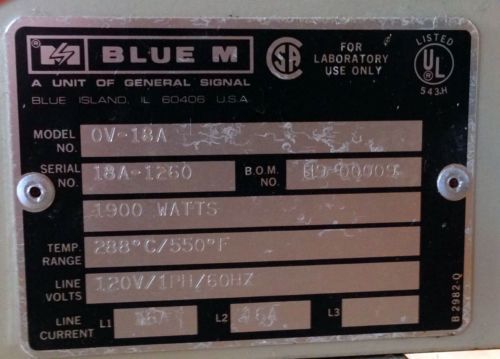 BLUE M
A UNIT OF GENERAL SIGNAL
BLUE ISLAND, IL 60406 U.S.A
FOR
LABORATORY
USE ONLY
LISTED
UL
543H
MODEL NO. OV-18A
SERIAL NO. 18A-1260 B.O.M. NO.
1900 WATTS
TEMP. RANGE 288°C/550°F
LINE VOLTS 120V/1PH/60HZ
LINE CURRENT L1 16A L2 L3
B 2982-Q